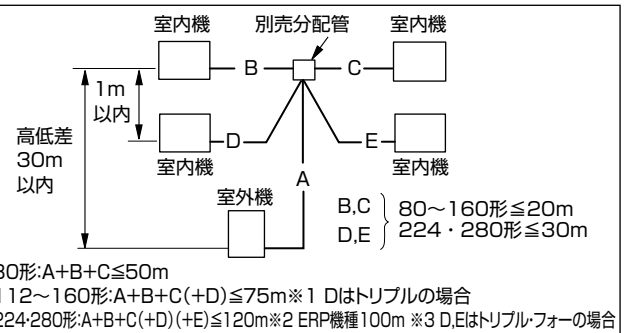 室内機
別売分配管
室内機
B
C
1m
以内
高低差
30m
以内
D
E
室内機
室内機
A
室外機
B,C
D,E
80～160形≦20m
224・280形≦30m
80形:A+B+C≦50m
112～160形:A+B+C(+D)≦75m※1 Dはトリプルの場合
224・280形:A+B+C(+D)(+E)≦120m※2 ERP機種100m ※3 D,Eはトリプル・フォーの場合